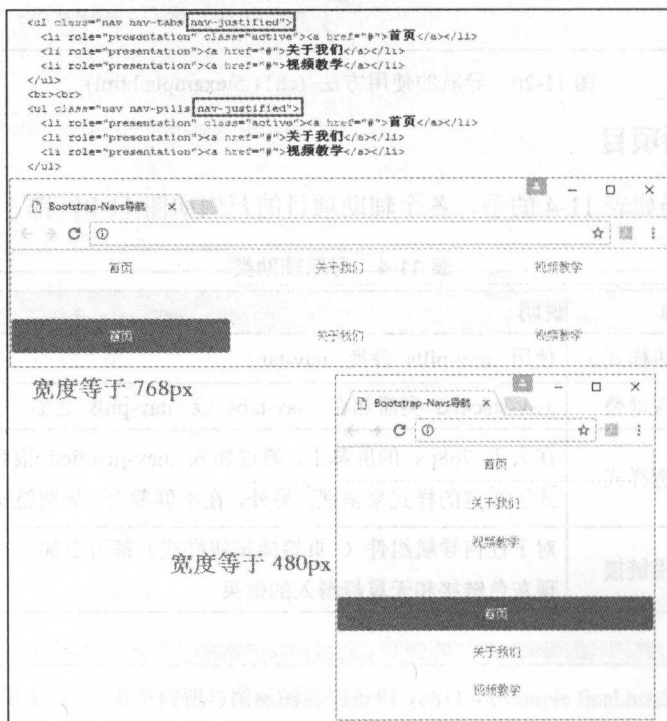 <ul class="nav nav-tabs nav-justified">
<li role="presentation" class="active"><a href="#">首页</a></li>
<li role="presentation"><a href="#">关于我们</a></li>
<li role="presentation"><a href="#">视频教学</a></li>
</ul>
<br><br>
<ul class="nav nav-pills nav-justified">
<li role="presentation" class="active"><a href="#">首页</a></li>
<li role="presentation"><a href="#">关于我们</a></li>
<li role="presentation"><a href="#">视频教学</a></li>
</ul>
Bootstrap-Navs导航
首页 关于我们 视频教学
首页 关于我们 视频教学
宽度等于 768px
Bootstrap-Navs导航 ×
首页
关于我们
视频教学
宽度等于 480px
首页
关于我们
视频教学